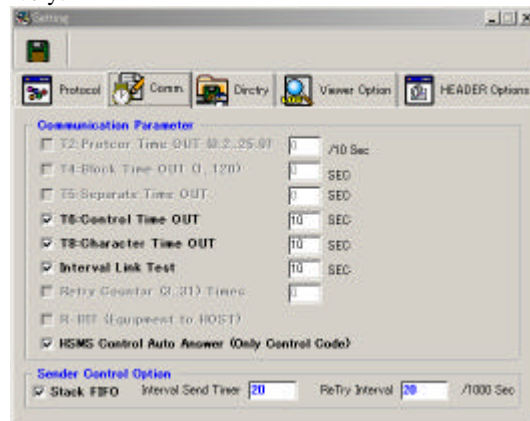 Setting
Protocol Comm. Dirctry Viewer Option HEADER Options
Communication Parameter
T2:Protcor Time OUT (0.2..25.0) 0 /10 Sec
T4:Block Time OUT (1..120) 0 SEC
T5:Separate Time OUT 0 SEC
T6:Control Time OUT 10 SEC
T8:Character Time OUT 10 SEC
Interval Link Test 10 SEC
Retry Counter (0..31) Times 0
R-BIT (Equipment to HOST)
HSMS Control Auto Answer (Only Control Code)
Sender Control Option
Stack FIFO Interval Send Timer 20 ReTry Interval 20 /1000 Sec